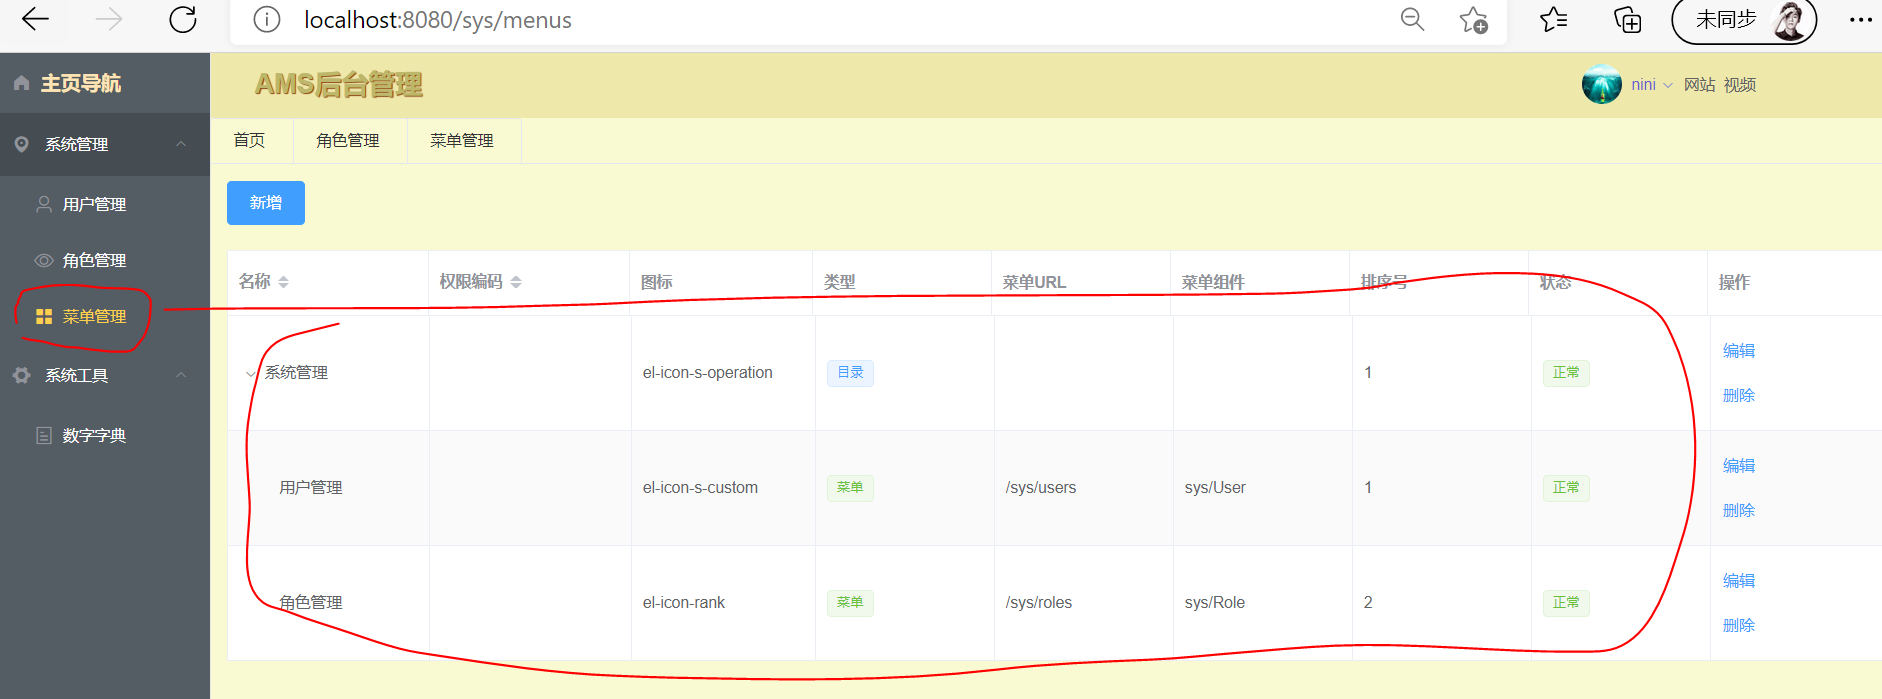 localhost:8080/sys/menus
未同步
主页导航
AMS后台管理
nini 网站 视频
系统管理
首页 角色管理 菜单管理
用户管理
新增
角色管理
菜单管理
系统工具
数字字典
名称 权限编码 图标 类型 菜单URL 菜单组件 排序号 状态 操作
系统管理 el-icon-s-operation 目录 1 正常 编辑
删除
用户管理 el-icon-s-custom 菜单 /sys/users sys/User 1 正常 编辑
删除
角色管理 el-icon-rank 菜单 /sys/roles sys/Role 2 正常 编辑
删除